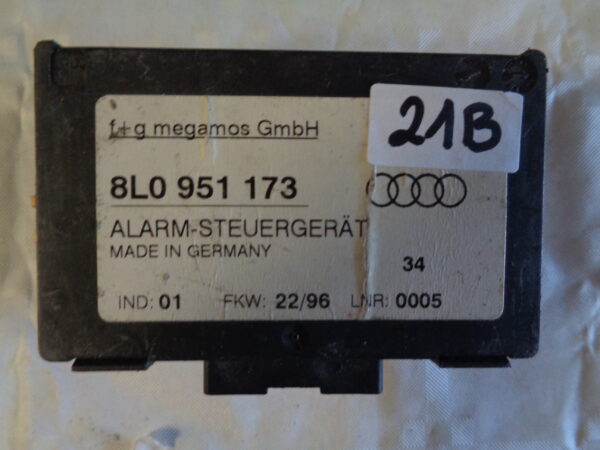 21B
f+g megamos GmbH
8L0 951 173
ALARM-STEUERGERÄT
MADE IN GERMANY
34
IND: 01 FKW: 22/96 LNR: 0005